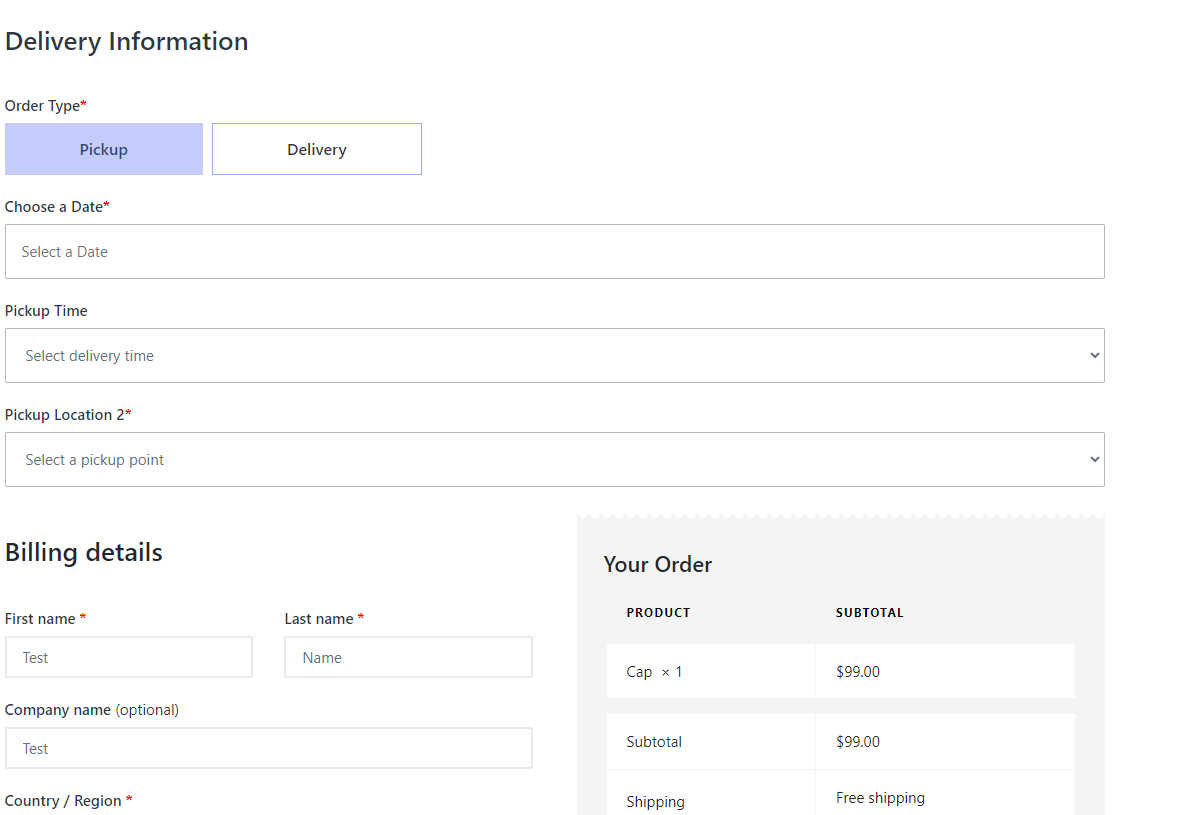 Delivery Information
Order Type*
Pickup Delivery
Choose a Date*
Select a Date
Pickup Time
Select delivery time
Pickup Location 2*
Select a pickup point
Billing details
First name * Last name *
Test Name
Company name (optional)
Test
Country / Region *
Your Order
PRODUCT SUBTOTAL
Cap × 1 $99.00
Subtotal $99.00
Shipping Free shipping